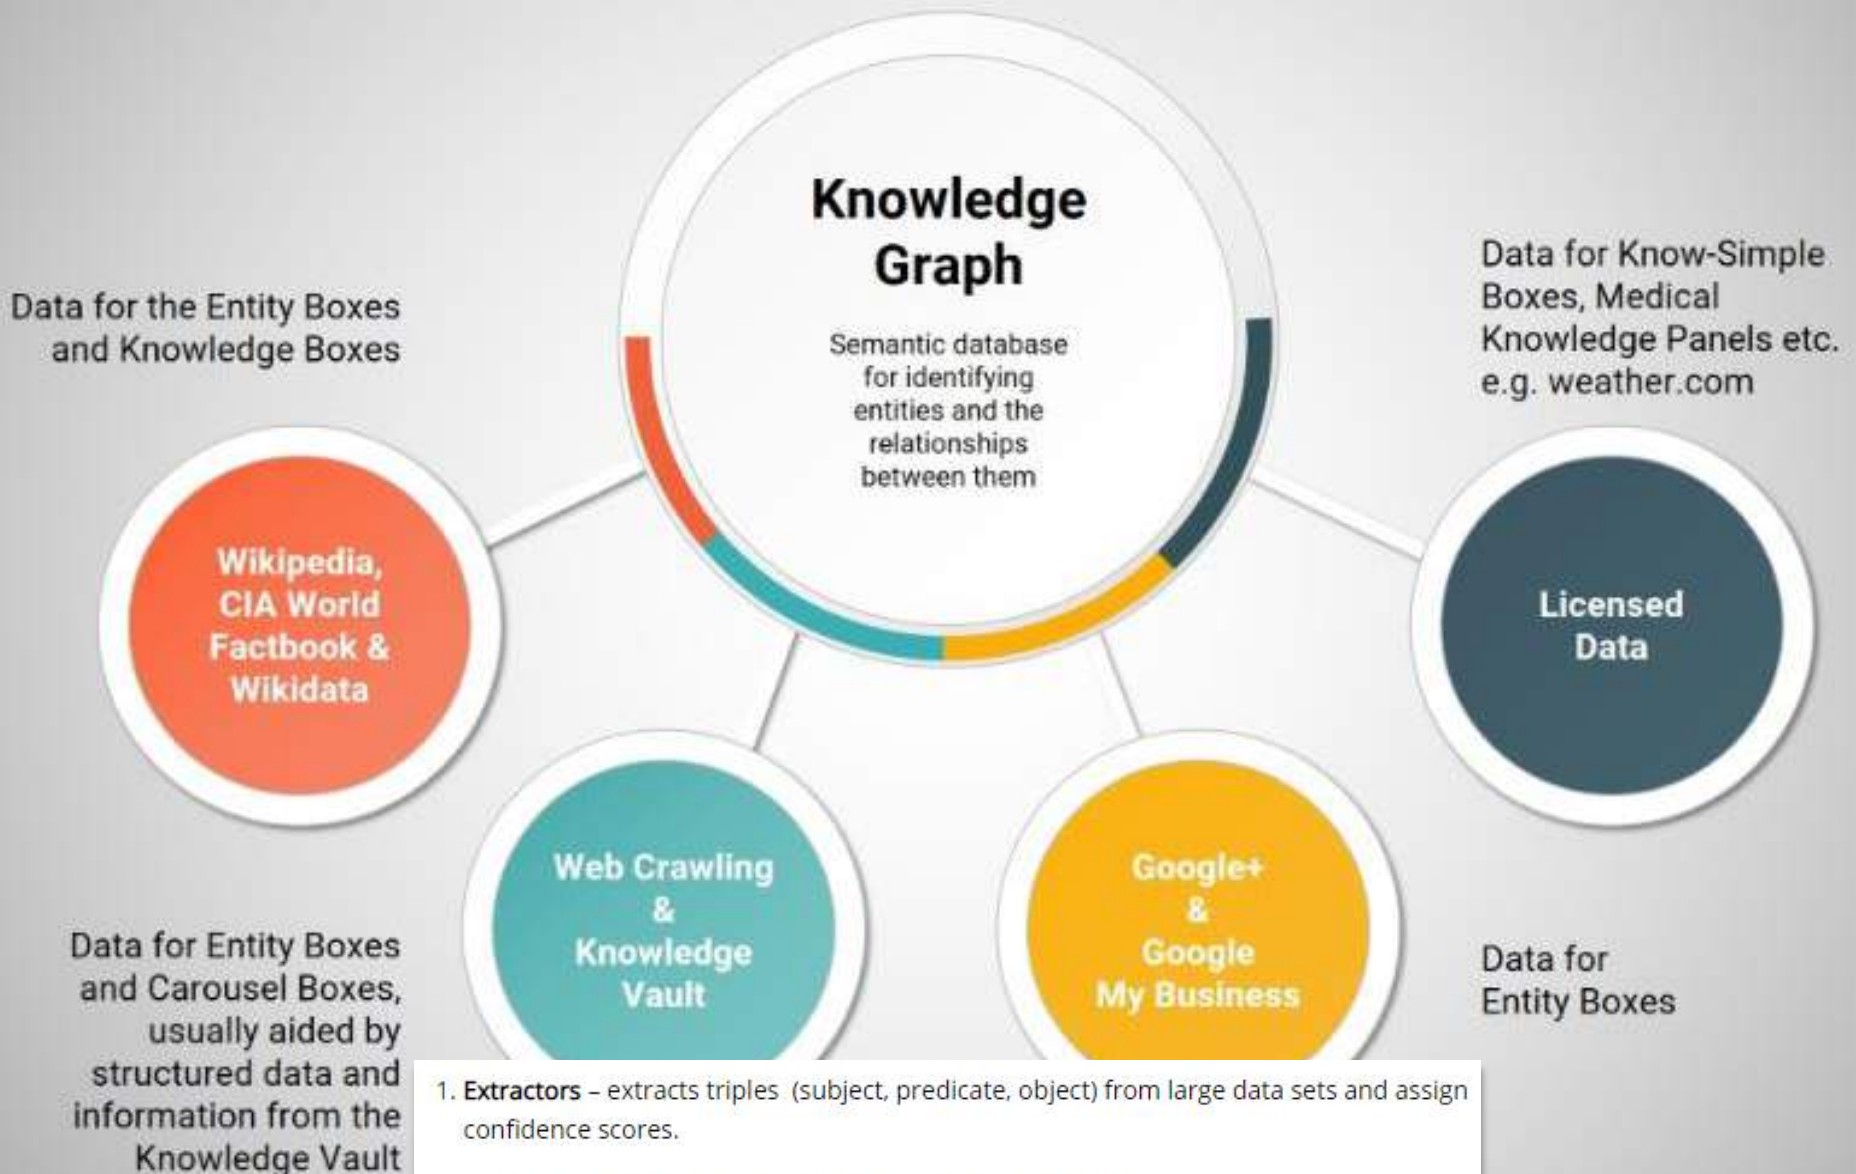 Knowledge
Graph
Semantic database
for identifying
entities and the
relationships
between them
Data for the Entity Boxes
and Knowledge Boxes
Data for Know-Simple
Boxes, Medical
Knowledge Panels etc.
e.g. weather.com
Wikipedia,
CIA World
Factbook &
Wikidata
Licensed
Data
Web Crawling
&
Knowledge
Vault
Google+
&
Google
My Business
Data for Entity Boxes
and Carousel Boxes,
usually aided by
structured data and
information from the
Knowledge Vault
Data for
Entity Boxes
1. Extractors – extracts triples (subject, predicate, object) from large data sets and assign
confidence scores.